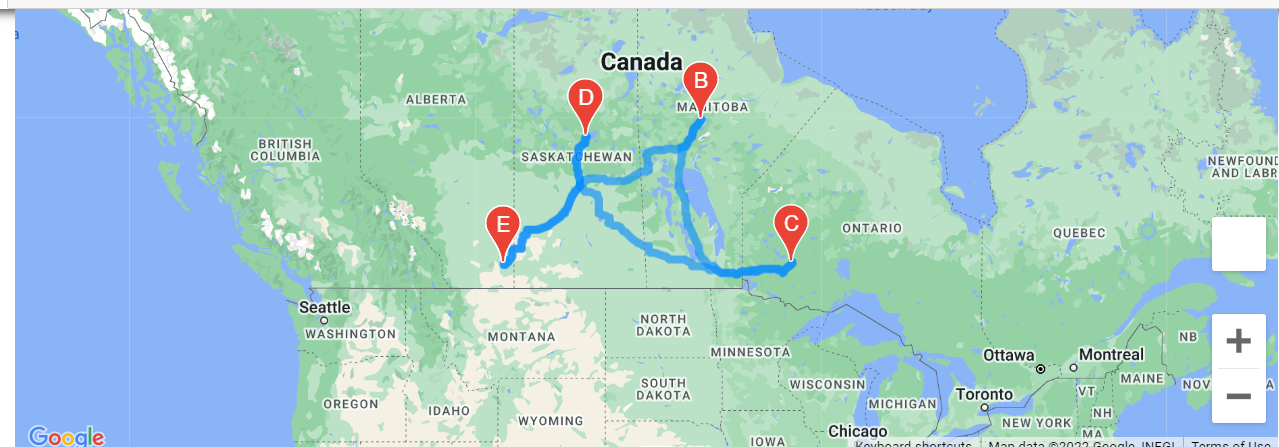 Hudson Bay
a
Canada
B
D
ALBERTA
MANITOBA
BRITISH
COLUMBIA
SASKATCHEWAN
NEWFOUND
AND LABR
E
C
ONTARIO
QUEBEC
Seattle
WASHINGTON
MONTANA
NORTH
DAKOTA
MINNESOTA
Ottawa
Montreal
NB
+
−
OREGON
IDAHO
WYOMING
SOUTH
DAKOTA
WISCONSIN
MICHIGAN
Toronto
VT
MAINE
NOV
A
NH
NEW YORK
MA
Chicago
IOWA
Google
Keyboard shortcuts
Map data ©2022 Google, INEGI
Terms of Use